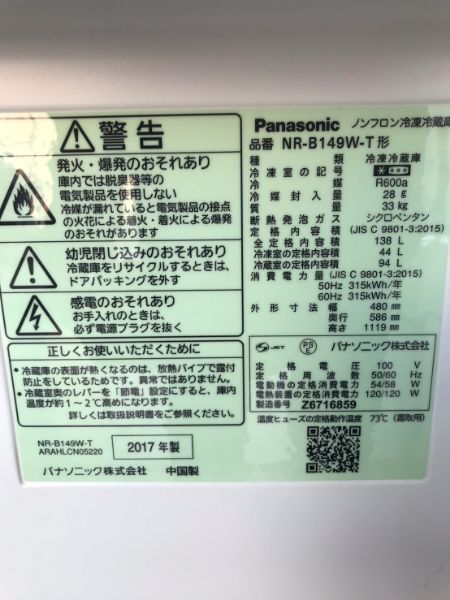 警告
発火・爆発のおそれあり
庫内では脱臭器等の
電気製品を使用しない
冷媒が漏れていると電気製品の接点
の火花による着火・着火による爆発
のおそれがあります
幼児閉じ込みのおそれあり
冷蔵庫をリサイクルするときは、
ドアパッキングを外す
感電のおそれあり
お手入れのときは、
必ず電源プラグを抜く
正しくお使いいただくために
●冷蔵庫の表面が熱くなるのは、放熱パイプで露付
防止をしているためです。異常ではありません。
●冷蔵室奥のレバーを「節電」設定にすると、庫内
温度が約1~2℃高めになります。
詳しくは取扱説明書をご参照ください。
NR-B149W-T
ARAHLCN05220
2017年製
パナソニック株式会社 中国製
Panasonic ノンフロン冷凍冷蔵庫
品番 NR-B149W-T形
種類 冷凍冷蔵庫
冷凍室の記号
冷媒 R600a
冷媒封入量 28 g
質量 33 kg
断熱発泡ガス シクロペンタン
定格内容積 (JIS C 9801-3:2015)
全定格内容積 138 L
冷凍室の定格内容積 44 L
冷蔵室の定格内容積 94 L
消費電力量(JIS C 9801-3:2015)
50Hz 315kWh/年
60Hz 315kWh/年
外形寸法 幅 480 mm
奥行 586 mm
高さ 1119 mm
S JET PSE パナソニック株式会社
定格電圧 100 V
定格周波数 50/60 Hz
電動機の定格消費電力 54/58 W
電熱装置の定格消費電力 120/120 W
製造番号 Z6716859
温度ヒューズの定格動作温度 73℃(霜取用)